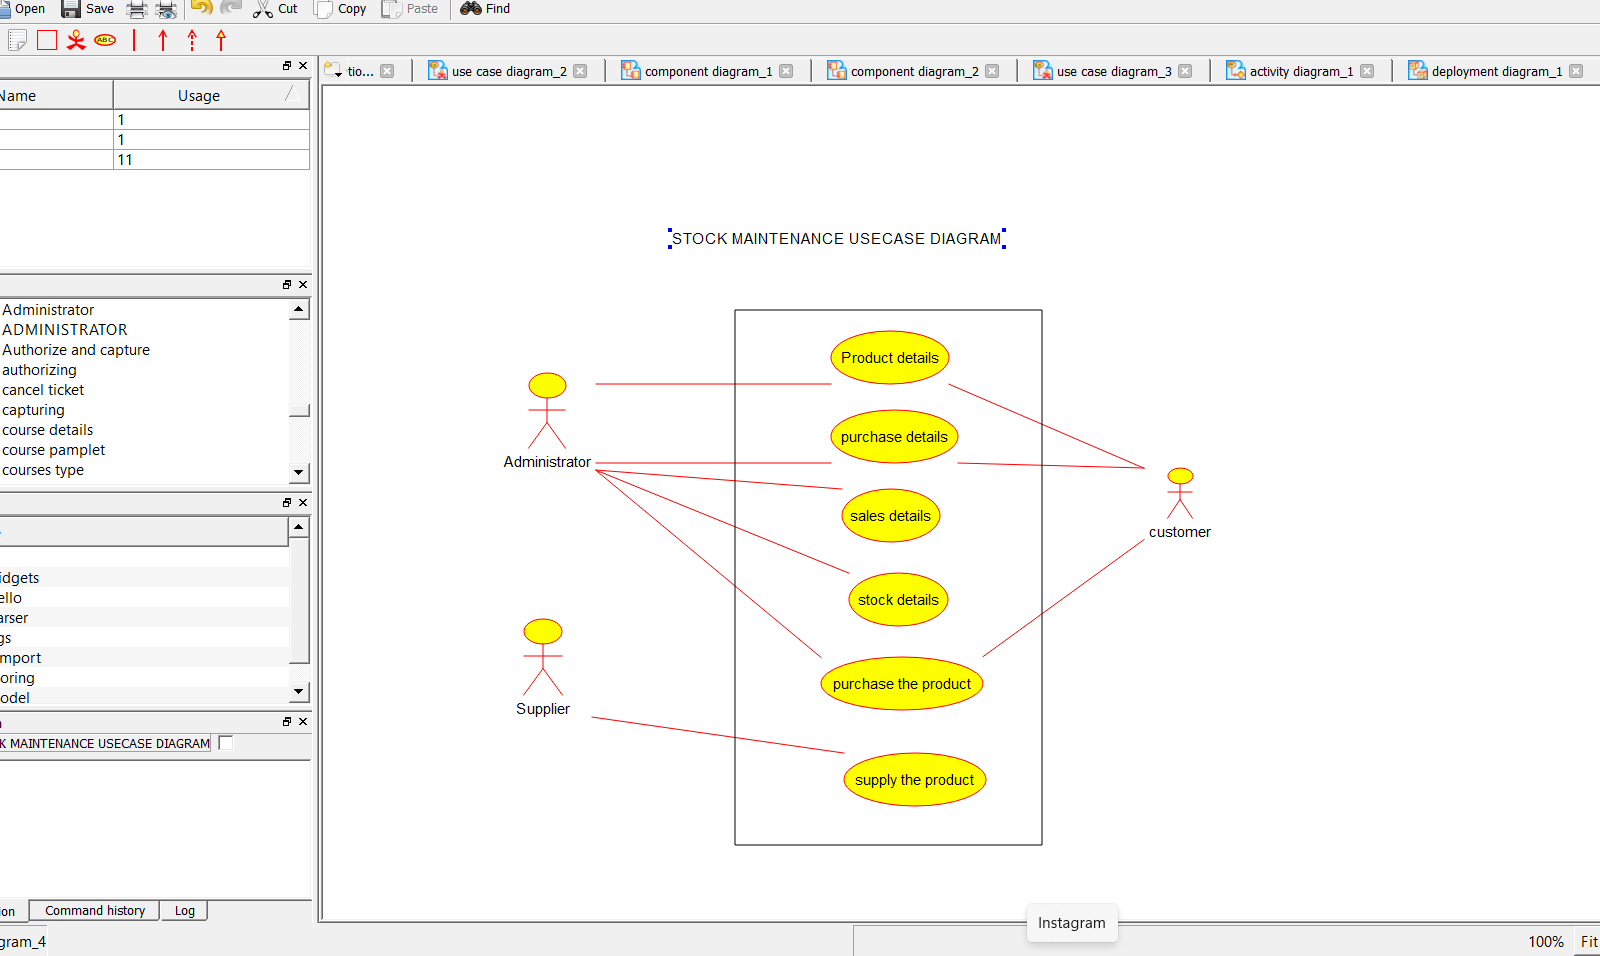 Open Save Cut Copy Paste Find
ABC
tio... use case diagram_2 component diagram_1 component diagram_2 use case diagram_3 activity diagram_1 deployment diagram_1
Name Usage
1
1
11
STOCK MAINTENANCE USECASE DIAGRAM
Administrator
ADMINISTRATOR
Authorize and capture
authorizing
cancel ticket
capturing
course details
course pamplet
courses type
idgets
ello
arser
gs
mport
oring
odel
K MAINTENANCE USECASE DIAGRAM
Product details
purchase details
Administrator
sales details
customer
stock details
purchase the product
Supplier
supply the product
ion Command history Log
Instagram
gram_4 100% Fit